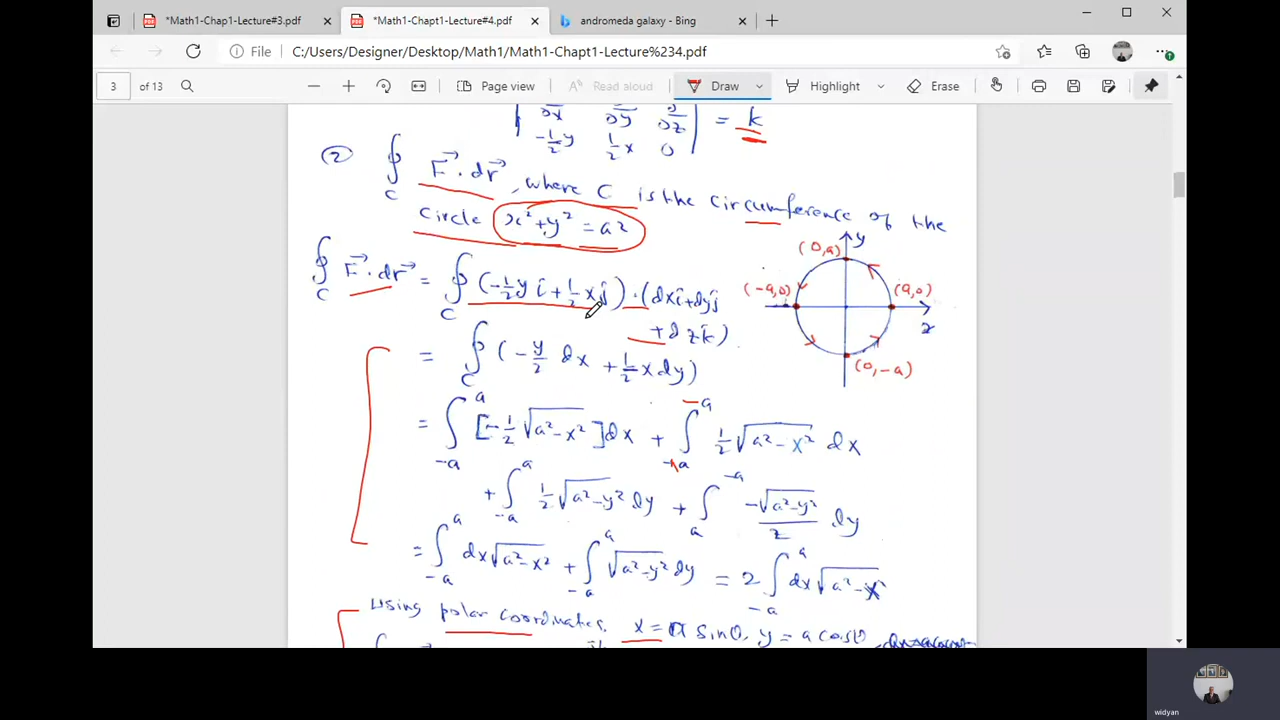 *Math1-Chap1-Lecture#3.pdf
*Math1-Chapt1-Lecture#4.pdf
andromeda galaxy - Bing
File
C:/Users/Designer/Desktop/Math1/Math1-Chapt1-Lecture%234.pdf
3 of 13 Page view Read aloud Draw Highlight Erase
∂x ∂y ∂z = k
-½y ½x 0
② ∮_C F⃗·dr⃗, where C is the circumference of the
circle x²+y²=a²
(0,a) y
(-a,0) (a,0)
x
(0,-a)
∮_C F⃗·dr⃗ = ∮_C (-½y î + ½x ĵ)·(dx î + dy ĵ
+ dz k̂)
= ∮_C (-y/2 dx + ½x dy)
= ∫_{-a}^{a} [-½√(a²-x²)] dx + ∫_{a}^{-a} ½√(a²-x²) dx
+ ∫_{-a}^{a} ½√(a²-y²) dy + ∫_{a}^{-a} -√(a²-y²)/2 dy
= ∫_{-a}^{a} dx√(a²-x²) + ∫_{-a}^{a} √(a²-y²) dy = 2∫_{-a}^{a} dx√(a²-x²)
Using polar coordinates, x = a sinθ, y = a cosθ,
widyan